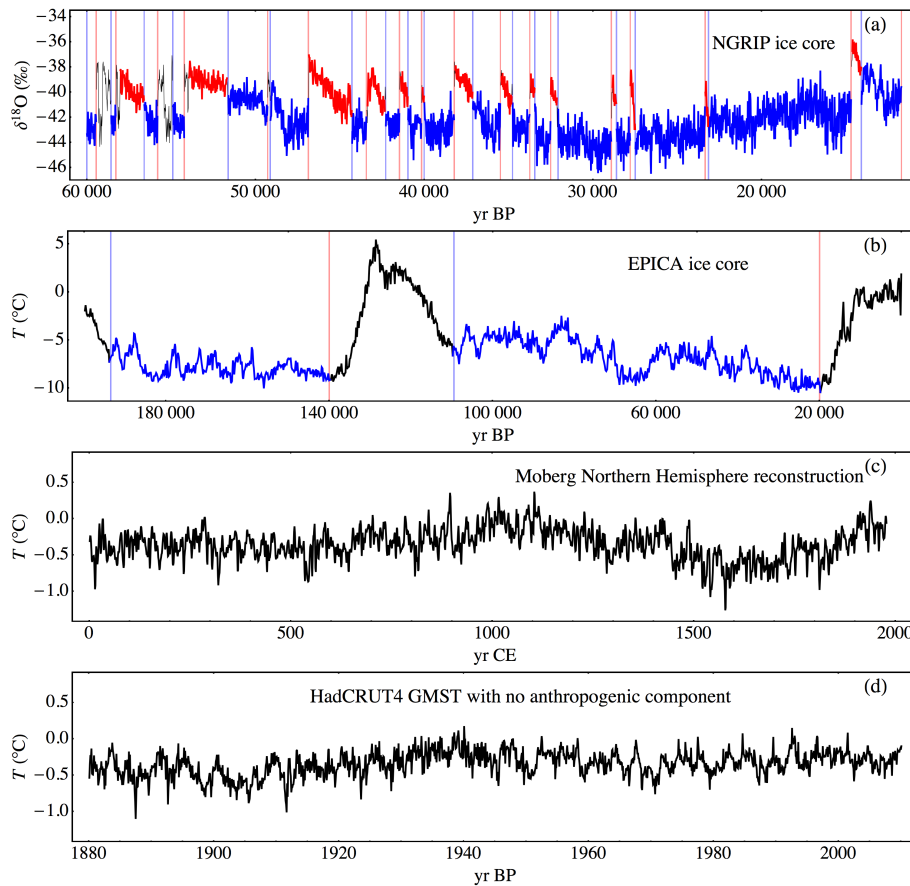 (a)
NGRIP ice core
−34
−36
−38
−40
−42
−44
−46
δ¹⁸O (‰)
60 000 50 000 40 000 30 000 20 000
yr BP
(b)
EPICA ice core
5
0
−5
−10
T (°C)
180 000 140 000 100 000 60 000 20 000
yr BP
Moberg Northern Hemisphere reconstruction (c)
0.5
0.0
−0.5
−1.0
T (°C)
0 500 1000 1500 2000
yr CE
(d)
HadCRUT4 GMST with no anthropogenic component
0.5
0.0
−0.5
−1.0
T (°C)
1880 1900 1920 1940 1960 1980 2000
yr BP